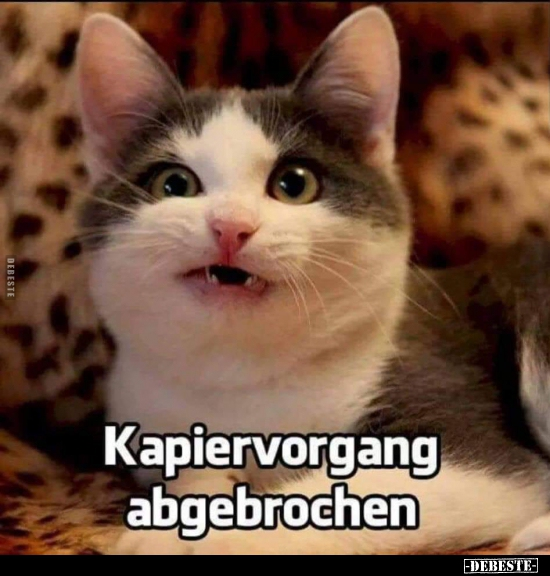 DEBESTE
Kapiervorgang
abgebrochen
-DEBESTE-